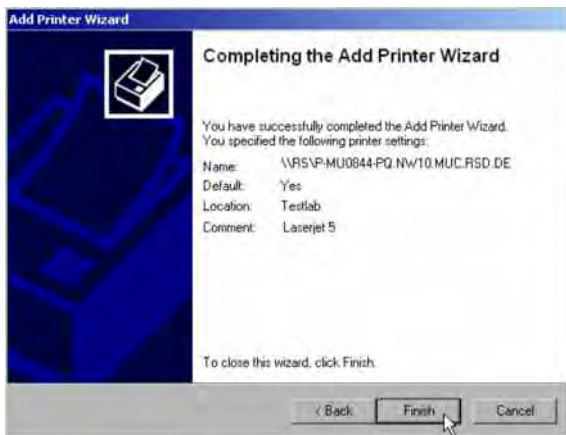 Add Printer Wizard
Completing the Add Printer Wizard
You have successfully completed the Add Printer Wizard.
You specified the following printer settings:
Name: \\RS\P-MU0844-PQ.NW10.MUC.RSD.DE
Default: Yes
Location: Testlab
Comment: Laserjet 5
To close this wizard, click Finish.
< Back Finish Cancel